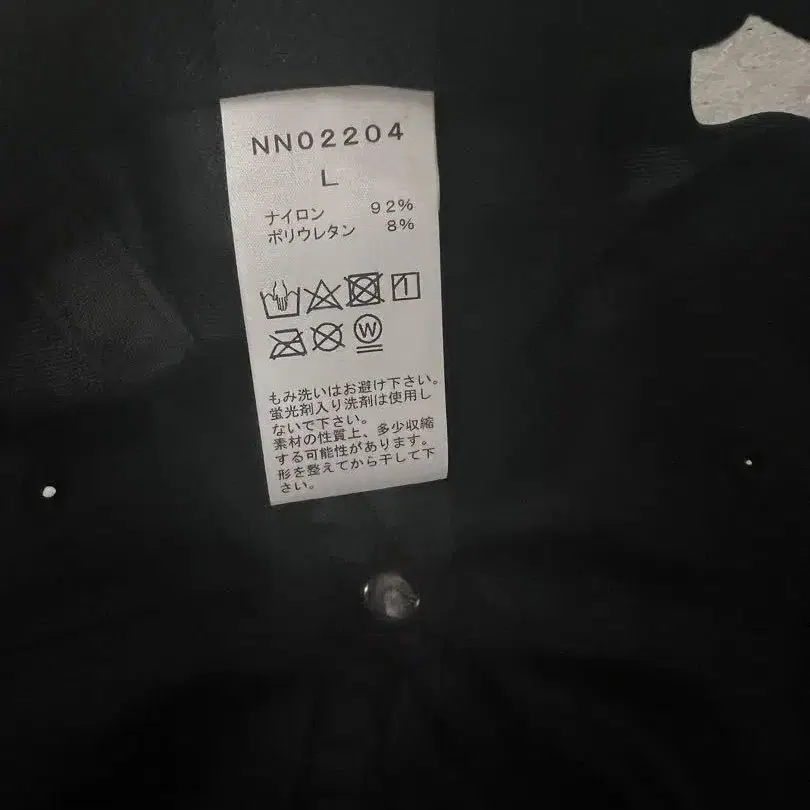 NN02204
L
ナイロン 92%
ポリウレタン 8%
W
もみ洗いはお避け下さい。
蛍光剤入り洗剤は使用し
ないで下さい。
素材の性質上、多少収縮
する可能性があります。
形を整えてから干して下
さい。